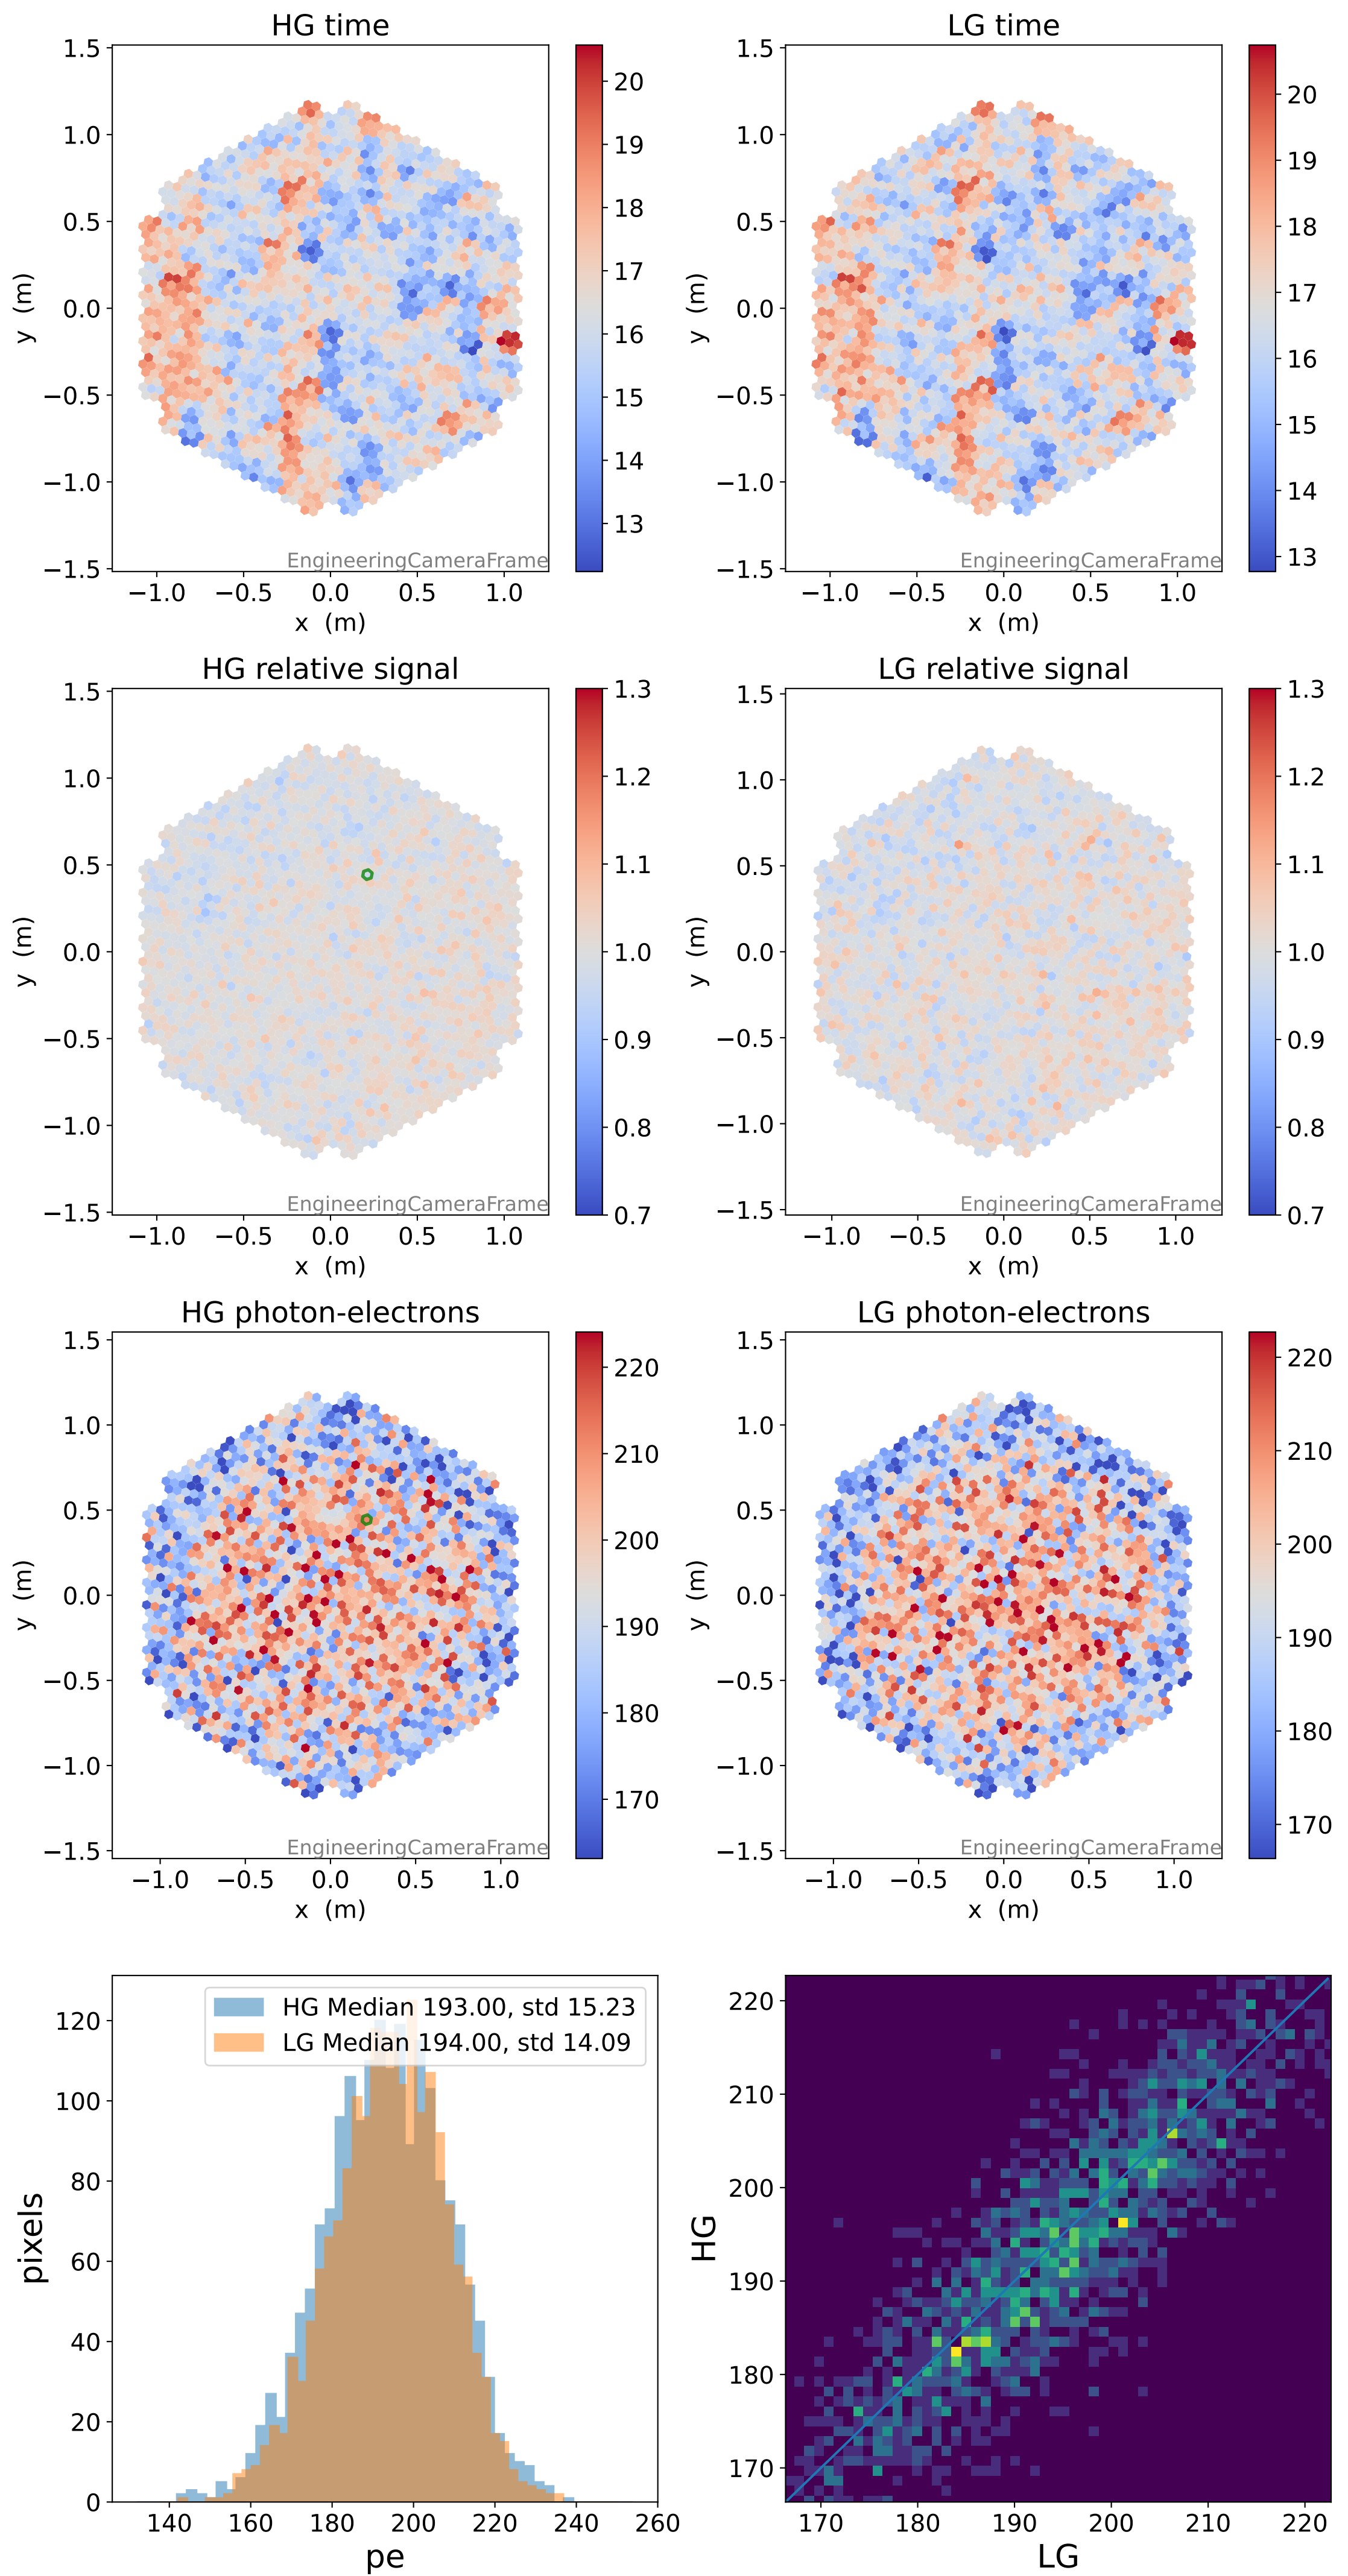 HG time
LG time
1.5
1.0
0.5
0.0
−0.5
−1.0
−1.5
y (m)
−1.0 −0.5 0.0 0.5 1.0
x (m)
EngineeringCameraFrame
20
19
18
17
16
15
14
13
1.5
1.0
0.5
0.0
−0.5
−1.0
−1.5
y (m)
−1.0 −0.5 0.0 0.5 1.0
x (m)
EngineeringCameraFrame
20
19
18
17
16
15
14
13
HG relative signal
LG relative signal
1.5
1.0
0.5
0.0
−0.5
−1.0
−1.5
y (m)
−1.0 −0.5 0.0 0.5 1.0
x (m)
EngineeringCameraFrame
1.3
1.2
1.1
1.0
0.9
0.8
0.7
1.5
1.0
0.5
0.0
−0.5
−1.0
−1.5
y (m)
−1.0 −0.5 0.0 0.5 1.0
x (m)
EngineeringCameraFrame
1.3
1.2
1.1
1.0
0.9
0.8
0.7
HG photon-electrons
LG photon-electrons
1.5
1.0
0.5
0.0
−0.5
−1.0
−1.5
y (m)
−1.0 −0.5 0.0 0.5 1.0
x (m)
EngineeringCameraFrame
220
210
200
190
180
170
1.5
1.0
0.5
0.0
−0.5
−1.0
−1.5
y (m)
−1.0 −0.5 0.0 0.5 1.0
x (m)
EngineeringCameraFrame
220
210
200
190
180
170
HG Median 193.00, std 15.23
LG Median 194.00, std 14.09
120
100
80
60
40
20
0
pixels
140 160 180 200 220 240 260
pe
220
210
200
190
180
170
HG
170 180 190 200 210 220
LG